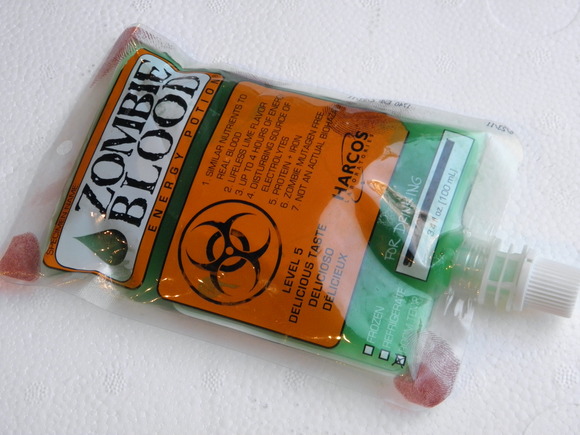 ZOMBIE
BLOOD
ENERGY POTION
1. SIMILAR NUTRIENTS TO
REAL BLOOD
2. LIFELESS LIME FLAVOR
3. UP TO 4 HOURS OF ENERGY
4. DISTURBING SOURCE OF
ELECTROLYTES
5. PROTEIN + IRON
6. ZOMBIE MUTAGEN FREE
7. NOT AN ACTUAL BIOHAZARD
HARCOS
LABORATORIES
LEVEL 5
DELICIOUS TASTE
DELICIOSO
DÉLICIEUX
FOR DRINKING
3.4 oz (100 mL)
FROZEN
REFRIGERATE